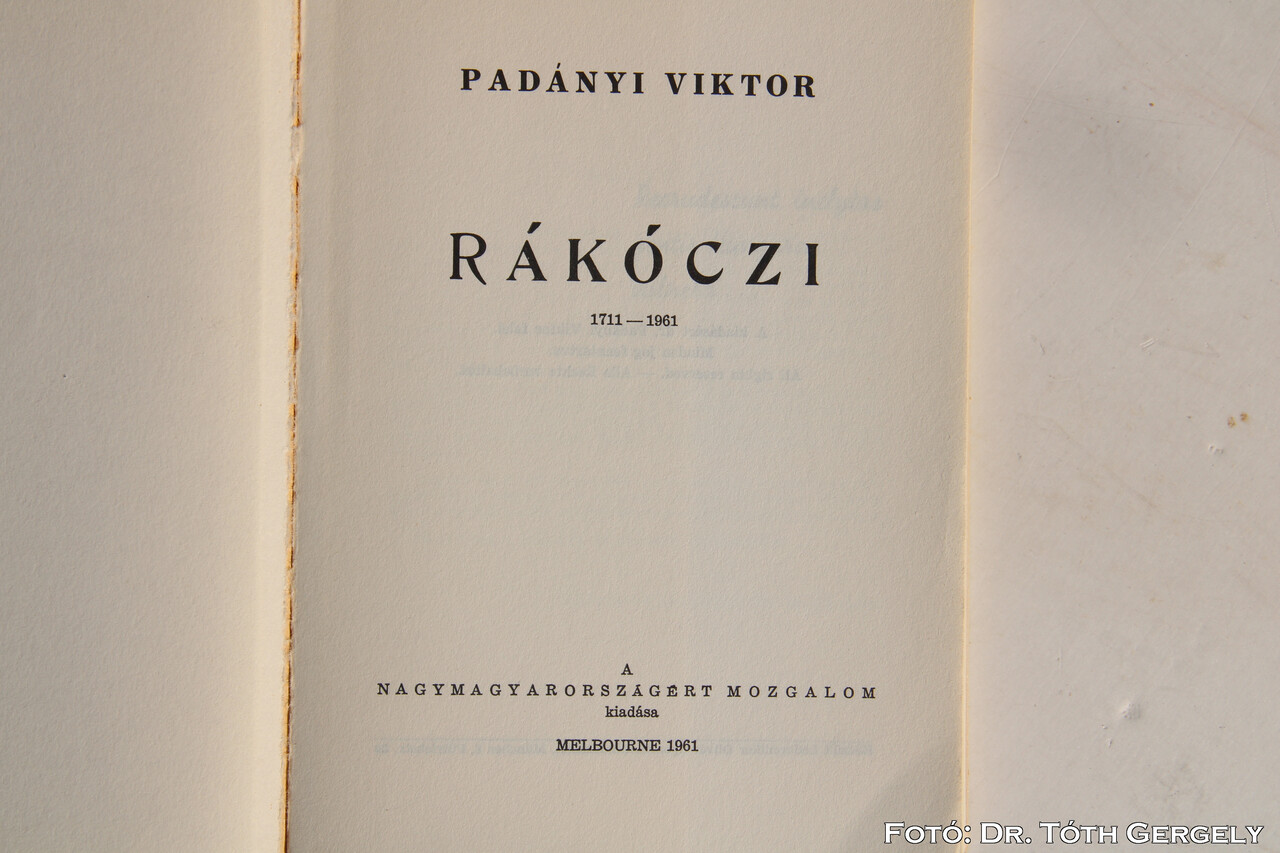 PADÁNYI VIKTOR
RÁKÓCZI
1711 — 1961
A
NAGYMAGYARORSZÁGÉRT MOZGALOM
kiadása
MELBOURNE 1961
Fotó: Dr. Tóth Gergely